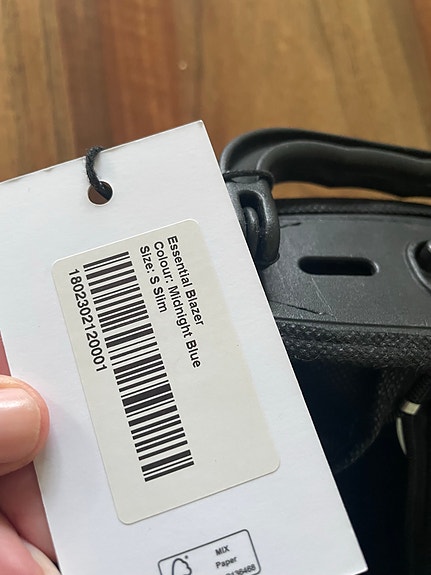 Essential Blazer
Colour: Midnight Blue
Size: S Slim
1802302120001
MIX
Paper